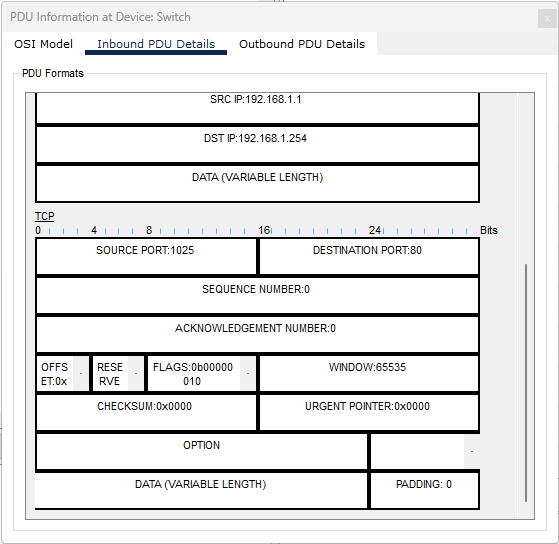 PDU Information at Device: Switch
x
OSI Model Inbound PDU Details Outbound PDU Details
PDU Formats
SRC IP:192.168.1.1
DST IP:192.168.1.254
DATA (VARIABLE LENGTH)
TCP
0 4 8 16 24 Bits
SOURCE PORT:1025 DESTINATION PORT:80
SEQUENCE NUMBER:0
ACKNOWLEDGEMENT NUMBER:0
OFFS RESE FLAGS:0b00000 WINDOW:65535
ET:0x RVE 010
CHECKSUM:0x0000 URGENT POINTER:0x0000
OPTION
DATA (VARIABLE LENGTH) PADDING: 0